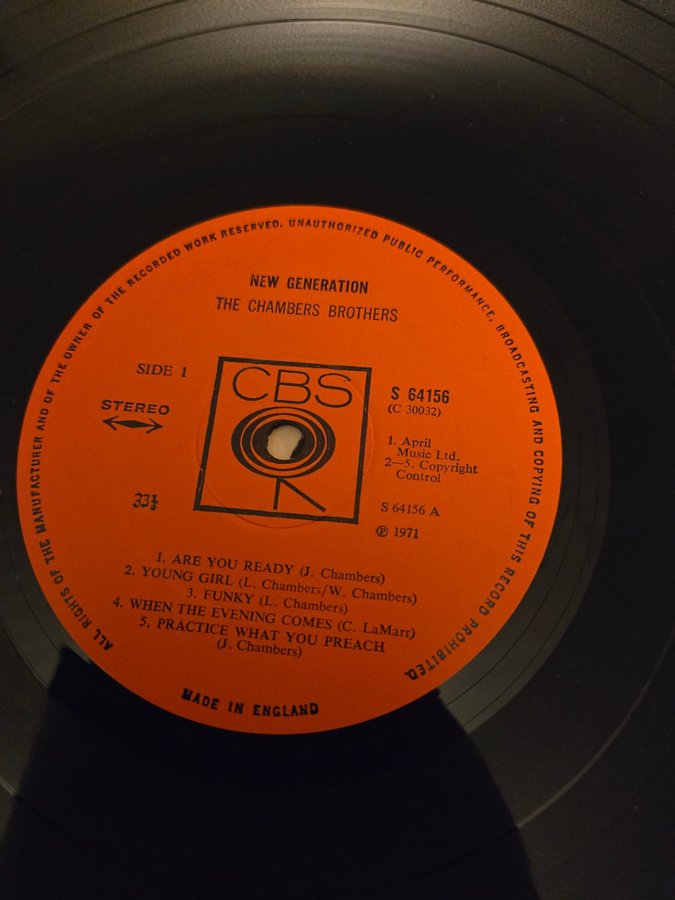 ALL RIGHTS OF THE MANUFACTURER AND OF THE OWNER OF THE RECORDED WORK RESERVED. UNAUTHORIZED PUBLIC PERFORMANCE, BROADCASTING AND COPYING OF THIS RECORD PROHIBITED.
NEW GENERATION
THE CHAMBERS BROTHERS
SIDE 1
STEREO
33⅓
CBS
S 64156
(C 30032)
1. April
Music Ltd.
2—5. Copyright
Control
S 64156 A
℗ 1971
1. ARE YOU READY (J. Chambers)
2. YOUNG GIRL (L. Chambers/W. Chambers)
3. FUNKY (L. Chambers)
4. WHEN THE EVENING COMES (C. LaMarr)
5. PRACTICE WHAT YOU PREACH
(J. Chambers)
MADE IN ENGLAND